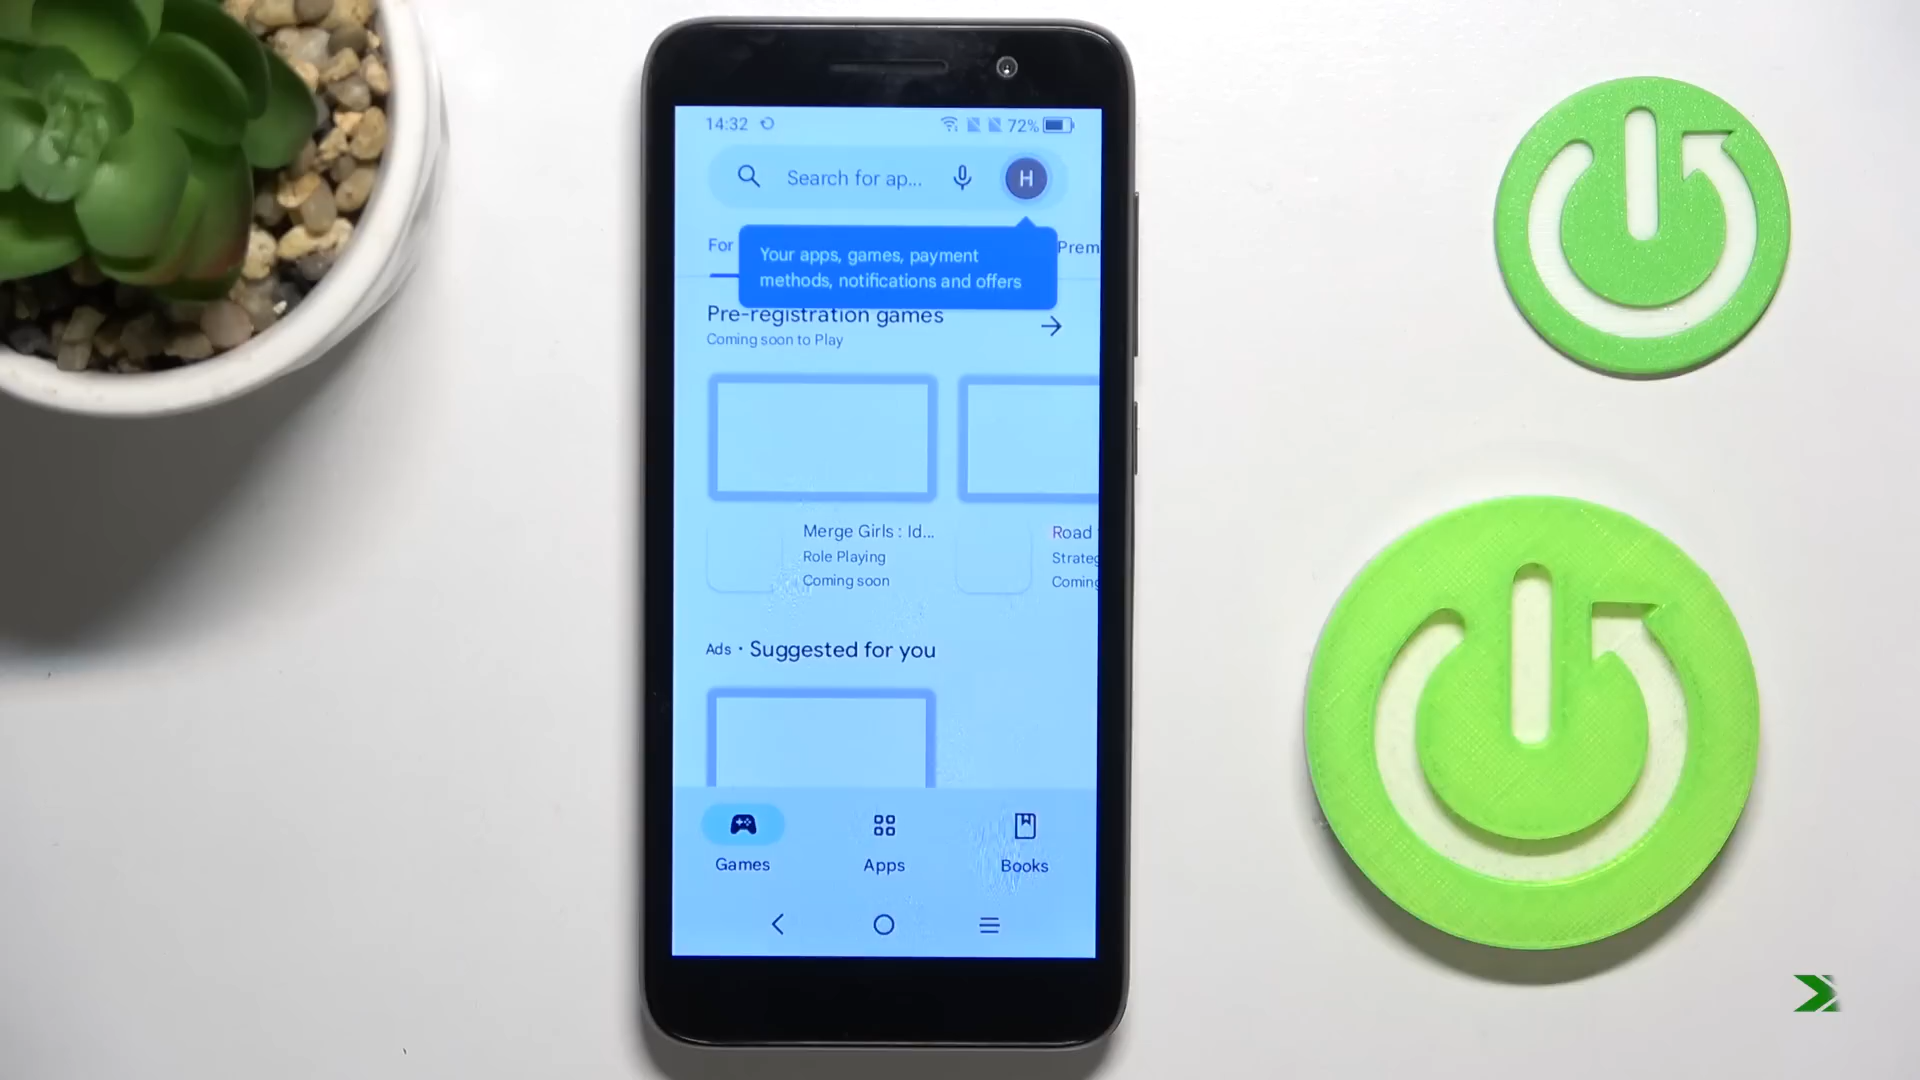 14:32 72%
Search for ap... H
For Prem
Your apps, games, payment
methods, notifications and offers
Pre-registration games
Coming soon to Play
Merge Girls : Id... Road
Role Playing Strateg
Coming soon Coming
Ads · Suggested for you
Games Apps Books